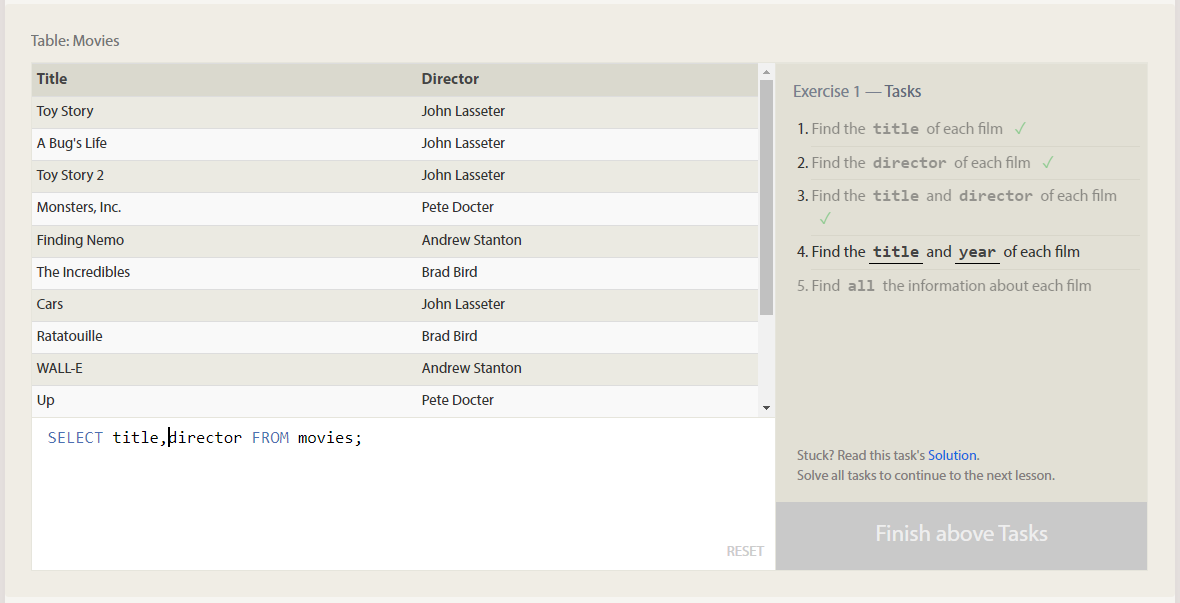 Table: Movies
Title Director
Toy Story John Lasseter
A Bug's Life John Lasseter
Toy Story 2 John Lasseter
Monsters, Inc. Pete Docter
Finding Nemo Andrew Stanton
The Incredibles Brad Bird
Cars John Lasseter
Ratatouille Brad Bird
WALL-E Andrew Stanton
Up Pete Docter
SELECT title,director FROM movies;
RESET
Exercise 1 — Tasks
1. Find the title of each film ✓
2. Find the director of each film ✓
3. Find the title and director of each film
✓
4. Find the title and year of each film
5. Find all the information about each film
Stuck? Read this task's Solution.
Solve all tasks to continue to the next lesson.
Finish above Tasks